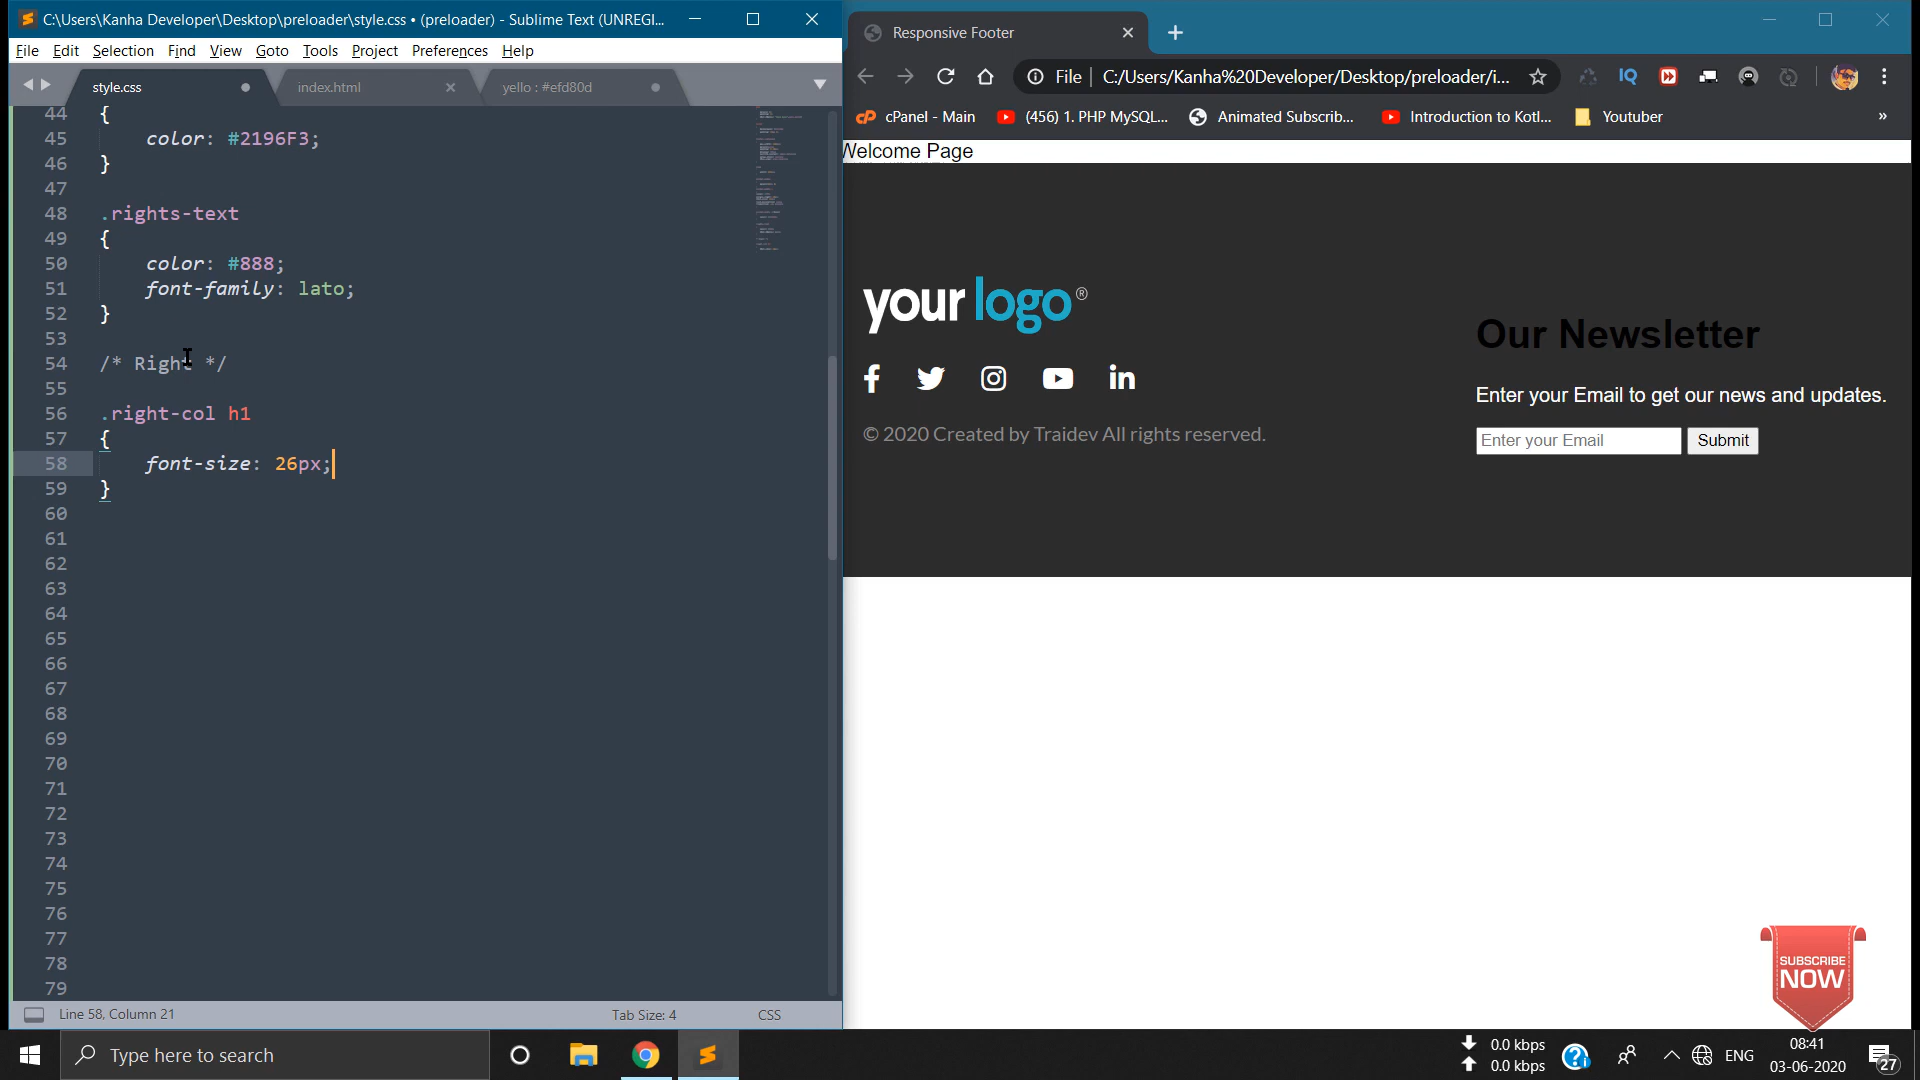 C:\Users\Kanha Developer\Desktop\preloader\style.css • (preloader) - Sublime Text (UNREGI...
File Edit Selection Find View Goto Tools Project Preferences Help
style.css index.html yello : #efd80d
44 {
45 color: #2196F3;
46 }
47
48 .rights-text
49 {
50 color: #888;
51 font-family: lato;
52 }
53
54 /* Right */
55
56 .right-col h1
57 {
58 font-size: 26px;
59 }
60
61
62
63
64
65
66
67
68
69
70
71
72
73
74
75
76
77
78
79
Line 58, Column 21 Tab Size: 4 CSS
Responsive Footer
File C:/Users/Kanha%20Developer/Desktop/preloader/i...
cPanel - Main (456) 1. PHP MySQL... Animated Subscrib... Introduction to Kotl... Youtuber »
Welcome Page
yourlogo®
© 2020 Created by Traidev All rights reserved.
Our Newsletter
Enter your Email to get our news and updates.
Enter your Email Submit
SUBSCRIBE
NOW
Type here to search
0.0 kbps
0.0 kbps
ENG
08:41
03-06-2020
27